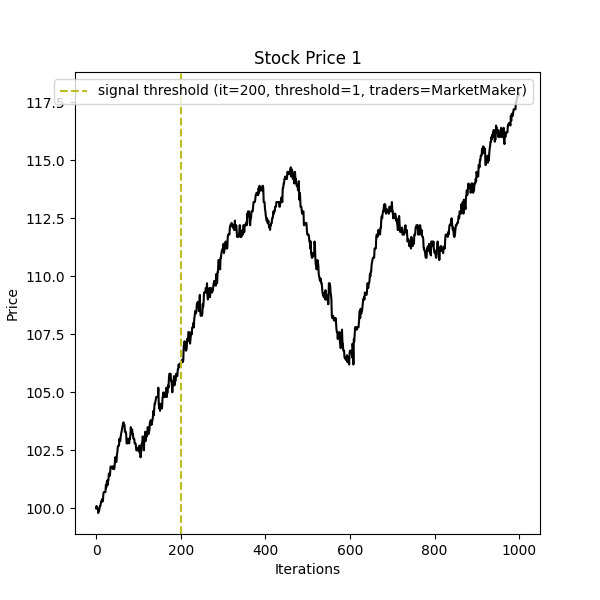 Stock Price 1
signal threshold (it=200, threshold=1, traders=MarketMaker)
117.5
115.0
112.5
110.0
107.5
105.0
102.5
100.0
Price
0 200 400 600 800 1000
Iterations